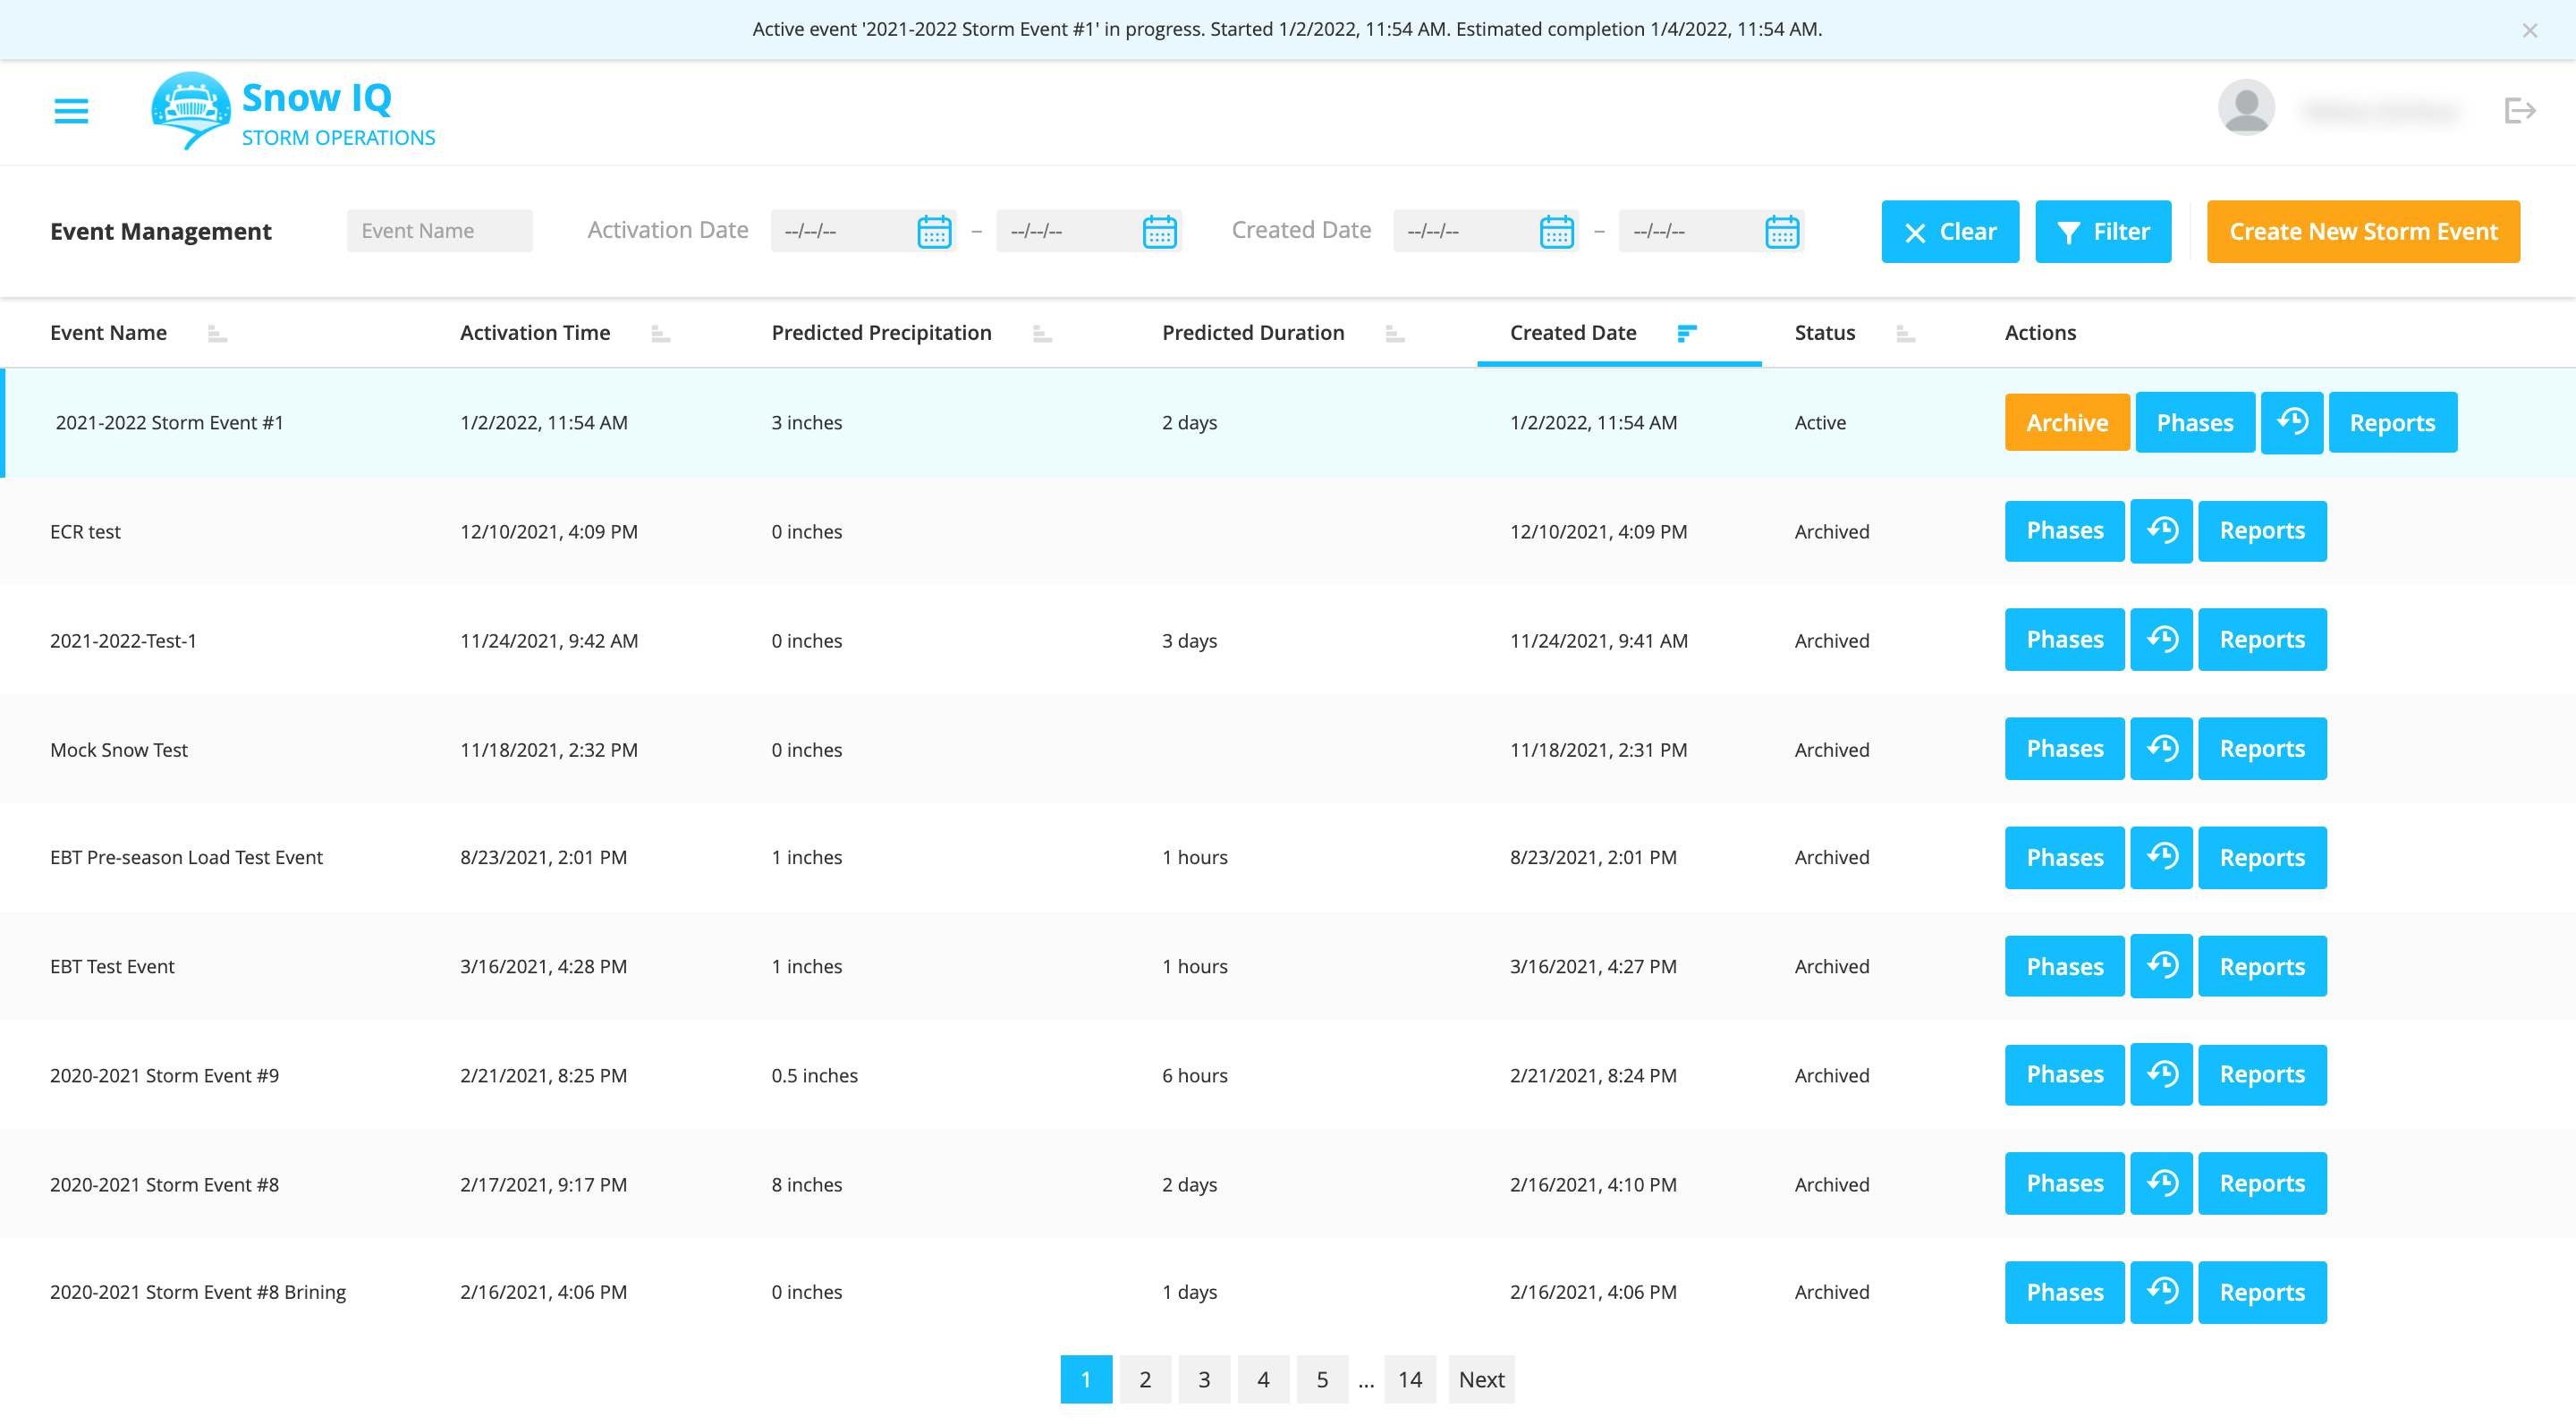 Active event '2021-2022 Storm Event #1' in progress. Started 1/2/2022, 11:54 AM. Estimated completion 1/4/2022, 11:54 AM.
Snow IQ
STORM OPERATIONS
Event Management Event Name Activation Date --/--/-- – --/--/-- Created Date --/--/-- – --/--/-- Clear Filter Create New Storm Event
Event Name Activation Time Predicted Precipitation Predicted Duration Created Date Status Actions
2021-2022 Storm Event #1 1/2/2022, 11:54 AM 3 inches 2 days 1/2/2022, 11:54 AM Active Archive Phases Reports
ECR test 12/10/2021, 4:09 PM 0 inches 12/10/2021, 4:09 PM Archived Phases Reports
2021-2022-Test-1 11/24/2021, 9:42 AM 0 inches 3 days 11/24/2021, 9:41 AM Archived Phases Reports
Mock Snow Test 11/18/2021, 2:32 PM 0 inches 11/18/2021, 2:31 PM Archived Phases Reports
EBT Pre-season Load Test Event 8/23/2021, 2:01 PM 1 inches 1 hours 8/23/2021, 2:01 PM Archived Phases Reports
EBT Test Event 3/16/2021, 4:28 PM 1 inches 1 hours 3/16/2021, 4:27 PM Archived Phases Reports
2020-2021 Storm Event #9 2/21/2021, 8:25 PM 0.5 inches 6 hours 2/21/2021, 8:24 PM Archived Phases Reports
2020-2021 Storm Event #8 2/17/2021, 9:17 PM 8 inches 2 days 2/16/2021, 4:10 PM Archived Phases Reports
2020-2021 Storm Event #8 Brining 2/16/2021, 4:06 PM 0 inches 1 days 2/16/2021, 4:06 PM Archived Phases Reports
1 2 3 4 5 ... 14 Next